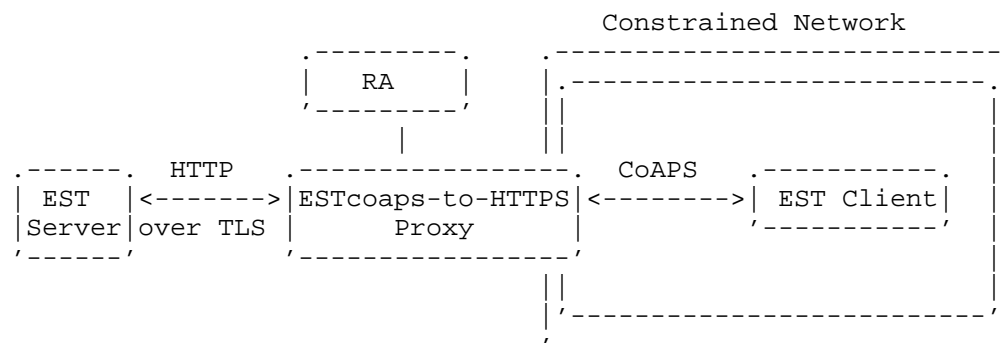 Constrained Network
RA
HTTP CoAPS
EST <-------> ESTcoaps-to-HTTPS <--------> EST Client
Server over TLS Proxy